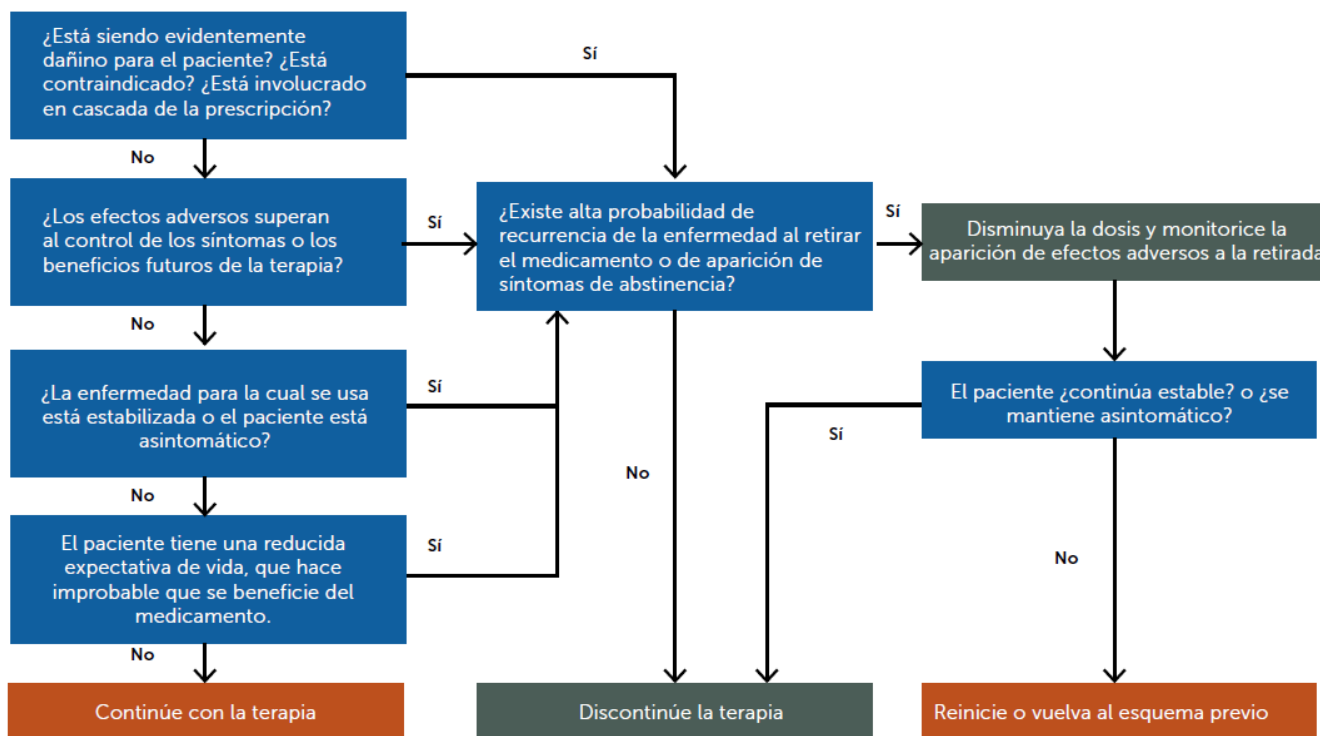 ¿Está siendo evidentemente
dañino para el paciente? ¿Está
contraindicado? ¿Está involucrado
en cascada de la prescripción?
Sí
No
¿Los efectos adversos superan
al control de los síntomas o los
beneficios futuros de la terapia?
Sí
¿Existe alta probabilidad de
recurrencia de la enfermedad al retirar
el medicamento o de aparición de
síntomas de abstinencia?
Sí
Disminuya la dosis y monitorice la
aparición de efectos adversos a la retirada
No
¿La enfermedad para la cual se usa
está estabilizada o el paciente está
asintomático?
Sí
El paciente ¿continúa estable? o ¿se
mantiene asintomático?
Sí
No
No
El paciente tiene una reducida
expectativa de vida, que hace
improbable que se beneficie del
medicamento.
Sí
No
No
Continúe con la terapia
Discontinúe la terapia
Reinicie o vuelva al esquema previo